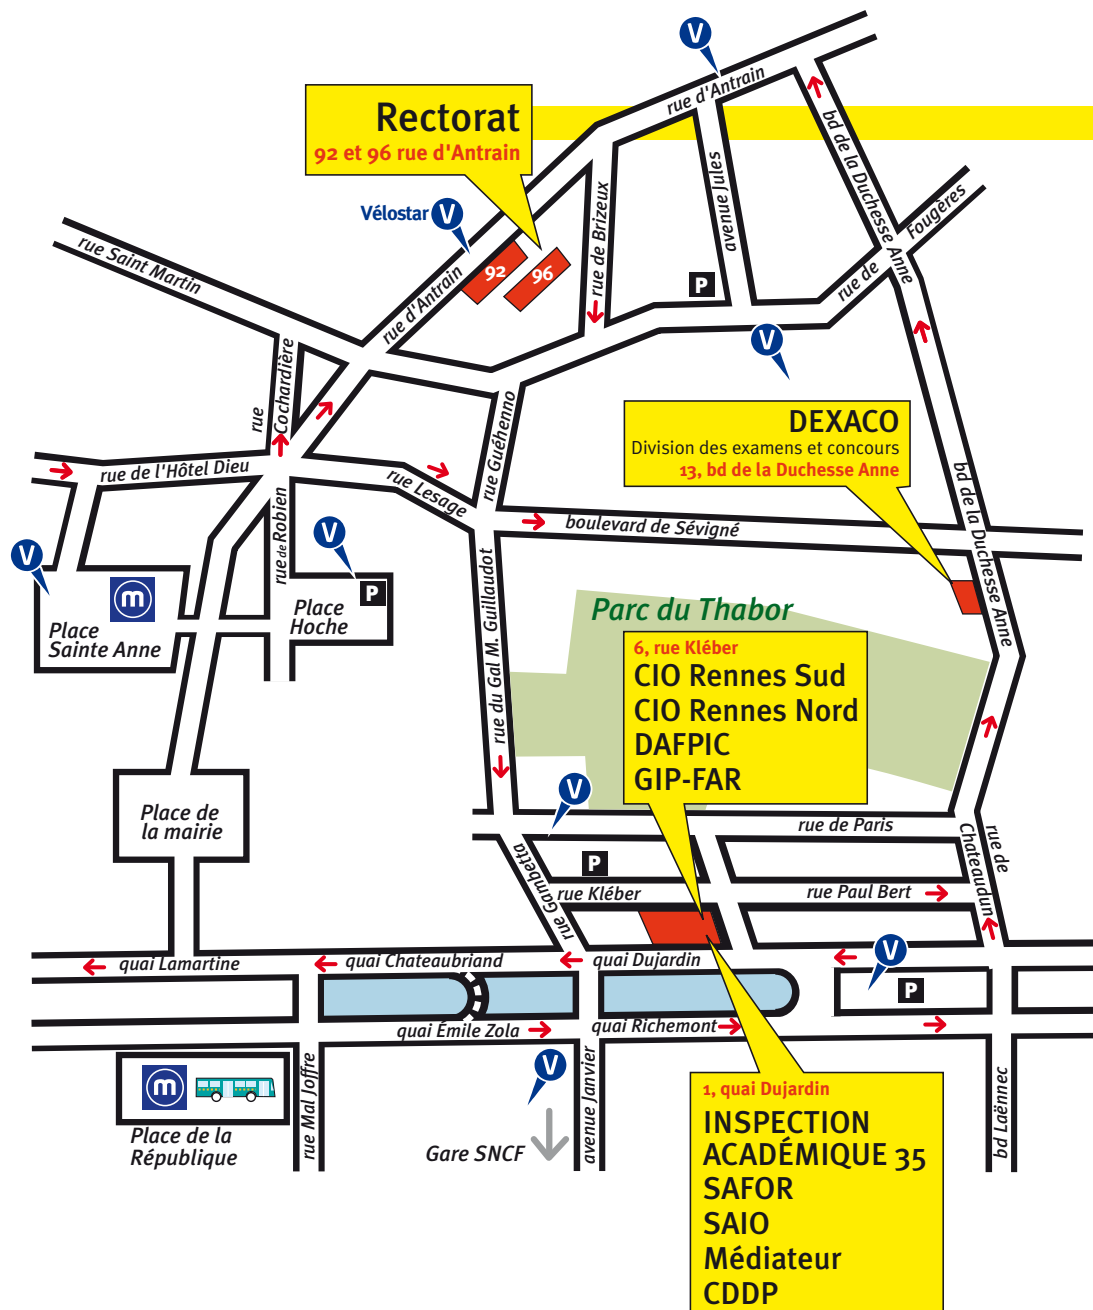 V
rue d'Antrain
Rectorat
92 et 96 rue d'Antrain
bd de la Duchesse Anne
avenue Jules
rue de Brizeux
Fougères
rue de
Vélostar V
rue Saint Martin
92
96
rue d'Antrain
P
V
rue
Cochardière
rue Guéhenno
DEXACO
Division des examens et concours
13, bd de la Duchesse Anne
bd de la Duchesse Anne
rue de l'Hôtel Dieu
rue Lesage
boulevard de Sévigné
rue de Robien
V
V
m
P
Place
Hoche
Place
Sainte Anne
rue du Gal M. Guillaudot
Parc du Thabor
6, rue Kléber
CIO Rennes Sud
CIO Rennes Nord
DAFPIC
GIP-FAR
V
Place de
la mairie
rue de Paris
rue de
Chateaudun
rue Gambetta
P
rue Kléber
rue Paul Bert
quai Lamartine
quai Chateaubriand
quai Dujardin
V
P
quai Émile Zola
quai Richemont
m
Place de la
République
rue Mal Joffre
V
Gare SNCF
avenue Janvier
bd Laënnec
1, quai Dujardin
INSPECTION
ACADÉMIQUE 35
SAFOR
SAIO
Médiateur
CDDP